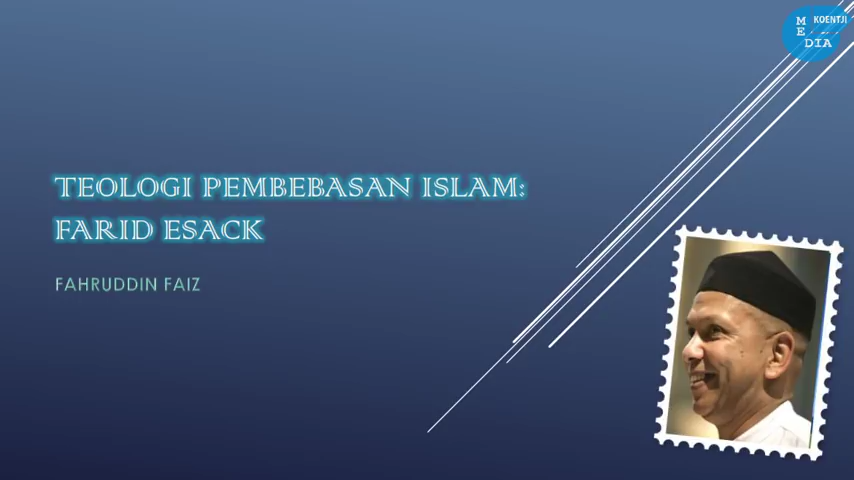 M KOENTJI
E
DIA
TEOLOGI PEMBEBASAN ISLAM:
FARID ESACK
FAHRUDDIN FAIZ